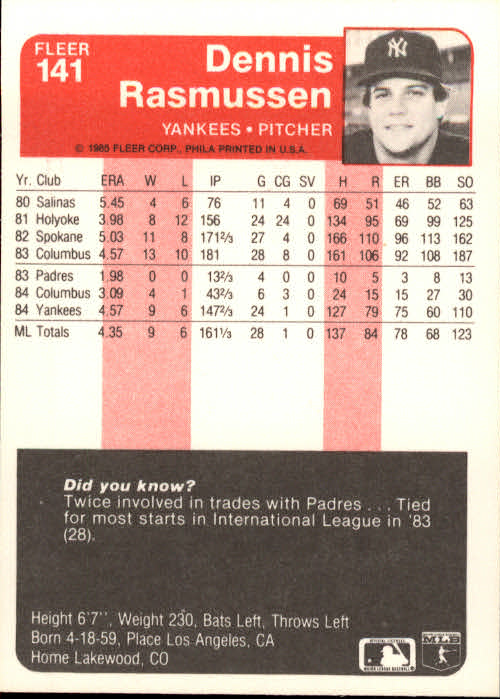 FLEER
141
Dennis
Rasmussen
YANKEES • PITCHER
© 1985 FLEER CORP., PHILA PRINTED IN U.S.A.
Yr. Club ERA W L IP G CG SV H R ER BB SO
80 Salinas 5.45 4 6 76 11 4 0 69 51 46 52 63
81 Holyoke 3.98 8 12 156 24 24 0 134 95 69 99 125
82 Spokane 5.03 11 8 171⅔ 27 4 0 166 110 96 113 162
83 Columbus 4.57 13 10 181 28 8 0 161 106 92 108 187
83 Padres 1.98 0 0 13⅔ 4 0 0 10 5 3 8 13
84 Columbus 3.09 4 1 43⅔ 6 3 0 24 15 15 27 30
84 Yankees 4.57 9 6 147⅔ 24 1 0 127 79 75 60 110
ML Totals 4.35 9 6 161⅓ 28 1 0 137 84 78 68 123
Did you know?
Twice involved in trades with Padres . . . Tied
for most starts in International League in '83
(28).
Height 6'7'', Weight 230, Bats Left, Throws Left
Born 4-18-59, Place Los Angeles, CA
Home Lakewood, CO
MLB